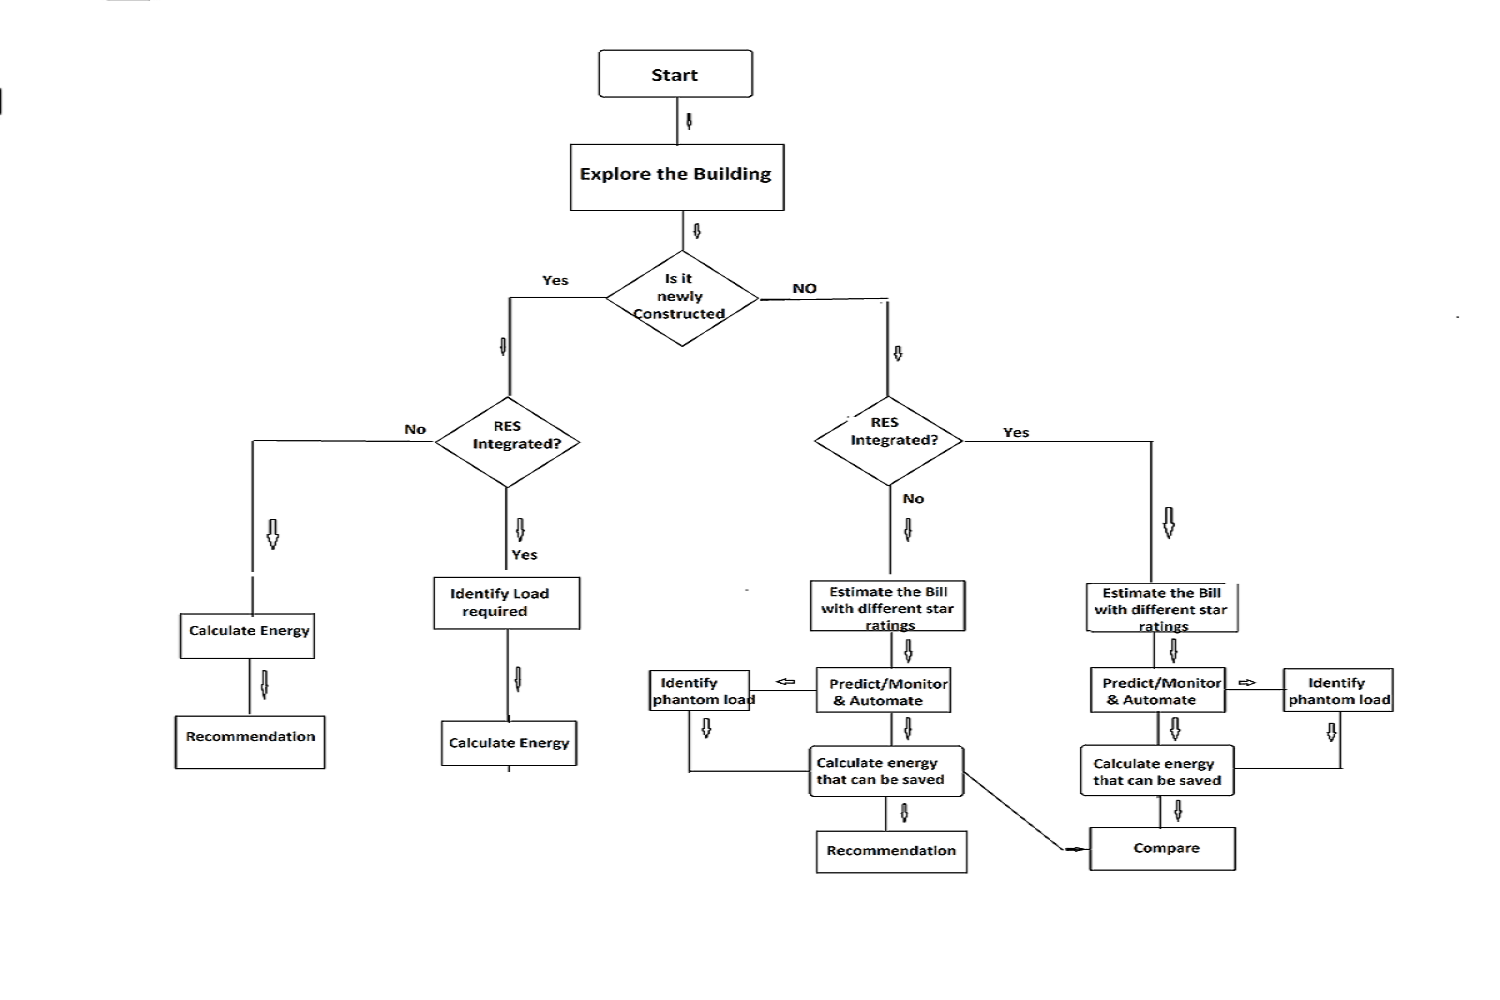 Start
Explore the Building
Is it
newly
Constructed
Yes
NO
RES
Integrated?
No
Yes
RES
Integrated?
Yes
No
Calculate Energy
Recommendation
Identify Load
required
Calculate Energy
Estimate the Bill
with different star
ratings
Identify
phantom load
Predict/Monitor
& Automate
Calculate energy
that can be saved
Recommendation
Estimate the Bill
with different star
ratings
Predict/Monitor
& Automate
Identify
phantom load
Calculate energy
that can be saved
Compare